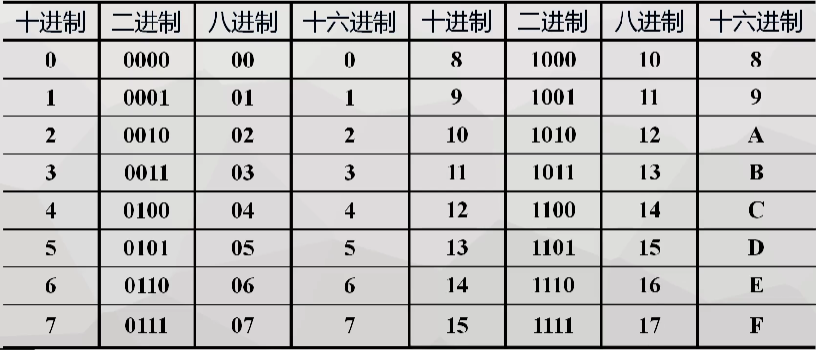 十进制 二进制 八进制 十六进制 十进制 二进制 八进制 十六进制
0 0000 00 0 8 1000 10 8
1 0001 01 1 9 1001 11 9
2 0010 02 2 10 1010 12 A
3 0011 03 3 11 1011 13 B
4 0100 04 4 12 1100 14 C
5 0101 05 5 13 1101 15 D
6 0110 06 6 14 1110 16 E
7 0111 07 7 15 1111 17 F